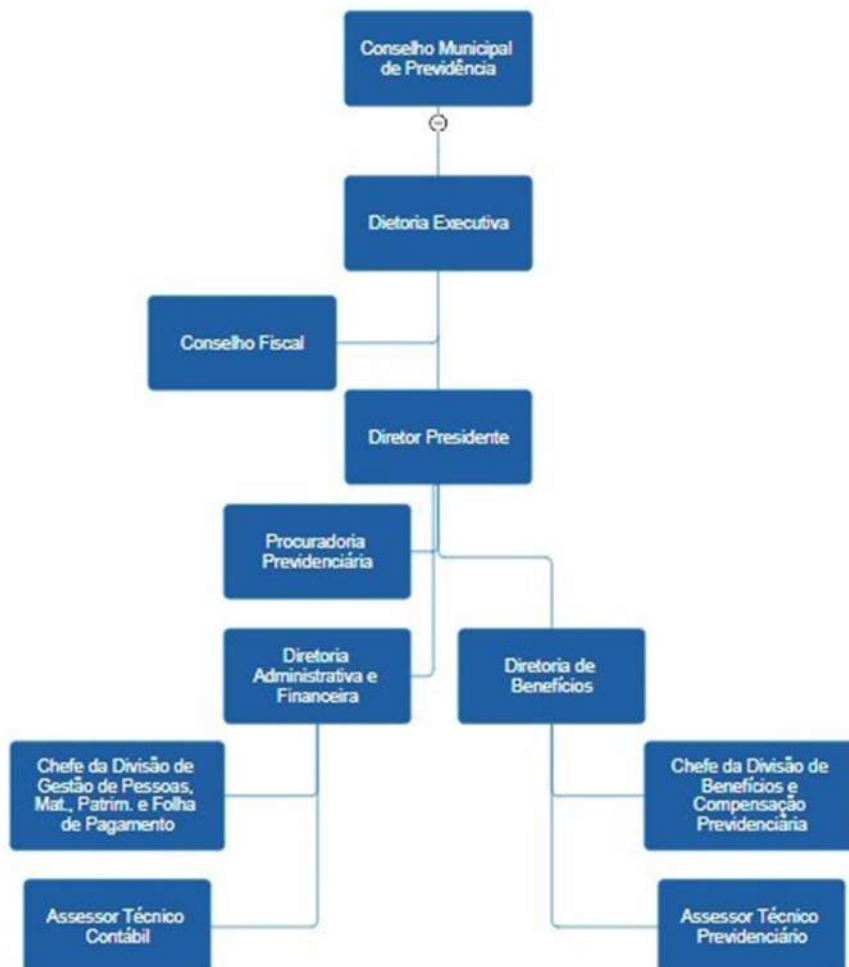 Conselho Municipal
de Previdência
Dietoria Executiva
Conselho Fiscal
Diretor Presidente
Procuradoria
Previdenciária
Diretoria
Administrativa e
Financeira
Diretoria de
Benefícios
Chefe da Divisão de
Gestão de Pessoas,
Mat., Patrim. e Folha
de Pagamento
Chefe da Divisão de
Benefícios e
Compensação
Previdenciária
Assessor Técnico
Contábil
Assessor Técnico
Previdenciário